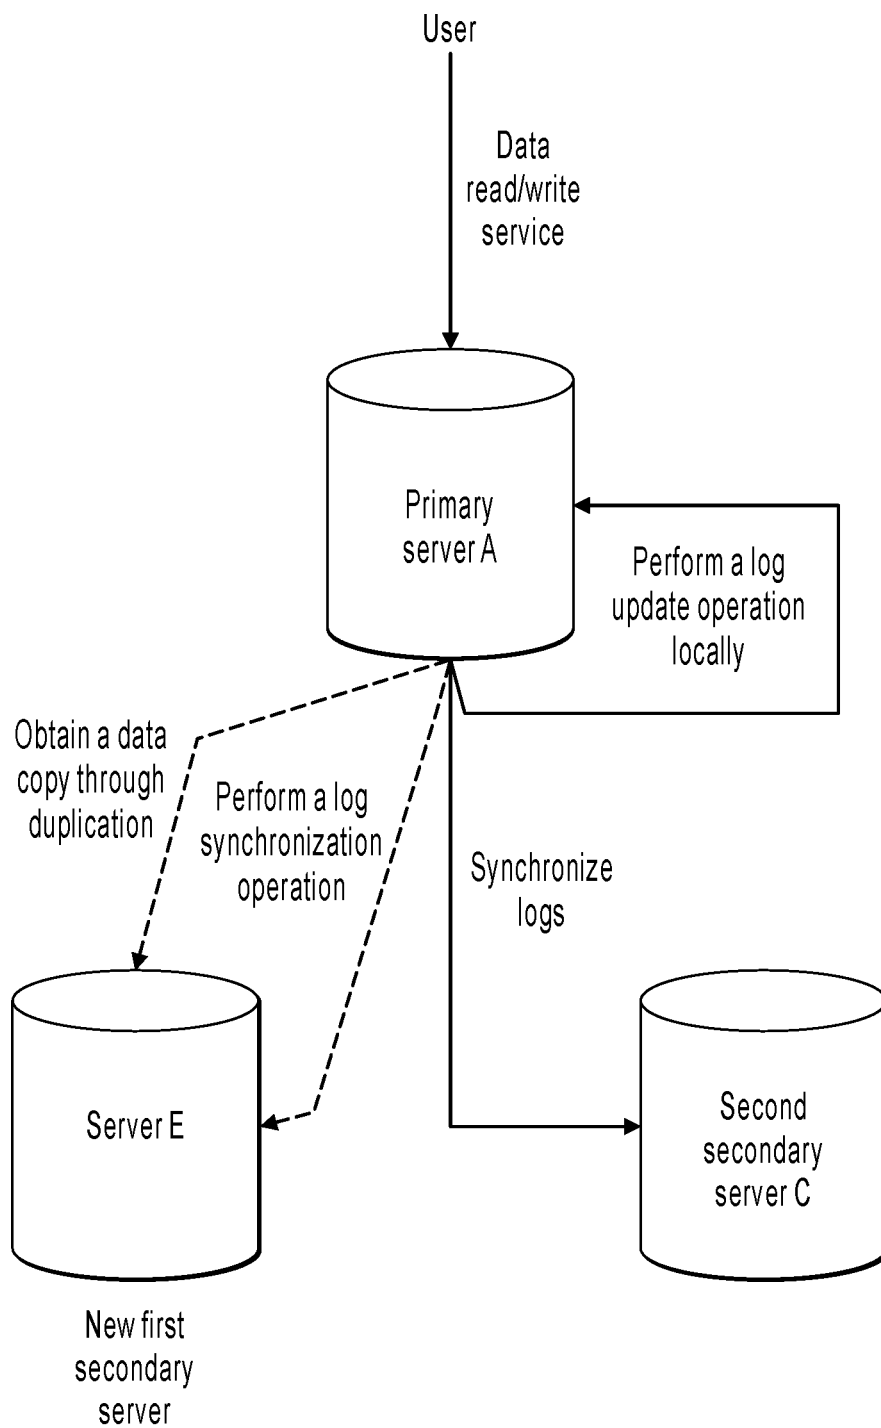 User
Data
read/write
service
Primary
server A
Perform a log
update operation
locally
Obtain a data
copy through
duplication
Perform a log
synchronization
operation
Synchronize
logs
Server E
Second
secondary
server C
New first
secondary
server